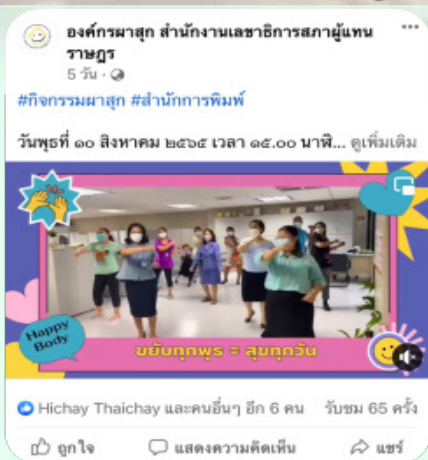 องค์กรผาสุก สำนักงานเลขาธิการสภาผู้แทน
ราษฎร
5 วัน ·
#กิจกรรมผาสุก #สำนักการพิมพ์
วันพุธที่ ๑๐ สิงหาคม ๒๕๖๕ เวลา ๑๕.๐๐ นาฬิ... ดูเพิ่มเติม
Happy
Body
ขยับทุกพุธ = สุขทุกวัน
Hichay Thaichay และคนอื่นๆ อีก 6 คน รับชม 65 ครั้ง
ถูกใจ แสดงความคิดเห็น แชร์